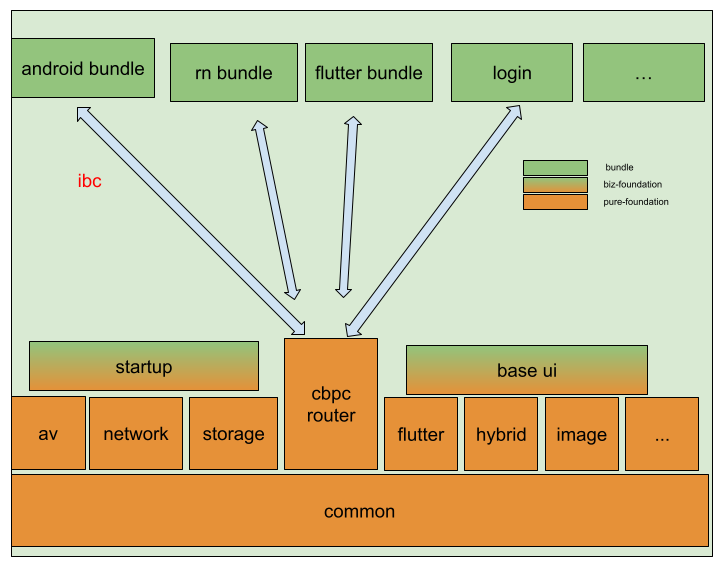 android bundle
rn bundle
flutter bundle
login
...
ibc
bundle
biz-foundation
pure-foundation
startup
cbpc
router
base ui
av
network
storage
flutter
hybrid
image
...
common